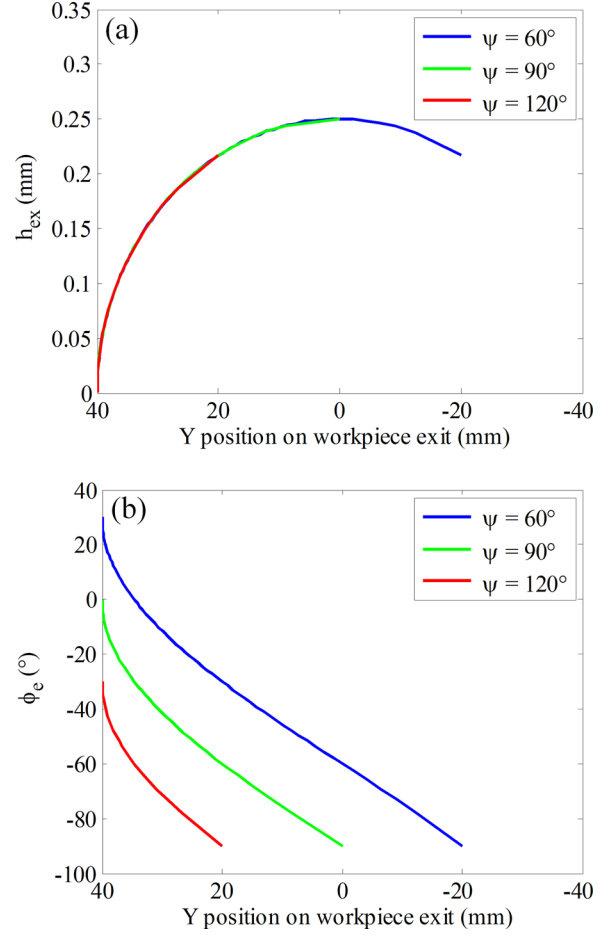 (a)
0.35
0.3
0.25
0.2
0.15
0.1
0.05
0
h_ex (mm)
ψ = 60°
ψ = 90°
ψ = 120°
40 20 0 -20 -40
Y position on workpiece exit (mm)
(b)
40
20
0
-20
-40
-60
-80
-100
ϕ_e (°)
ψ = 60°
ψ = 90°
ψ = 120°
40 20 0 -20 -40
Y position on workpiece exit (mm)